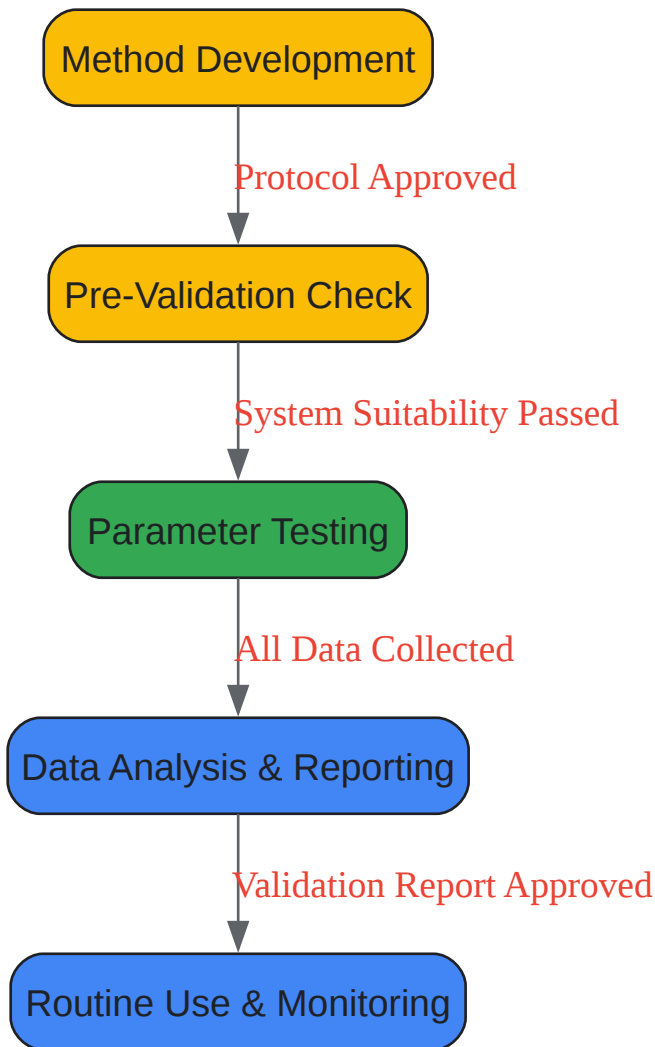 Method Development
Protocol Approved
Pre-Validation Check
System Suitability Passed
Parameter Testing
All Data Collected
Data Analysis & Reporting
Validation Report Approved
Routine Use & Monitoring